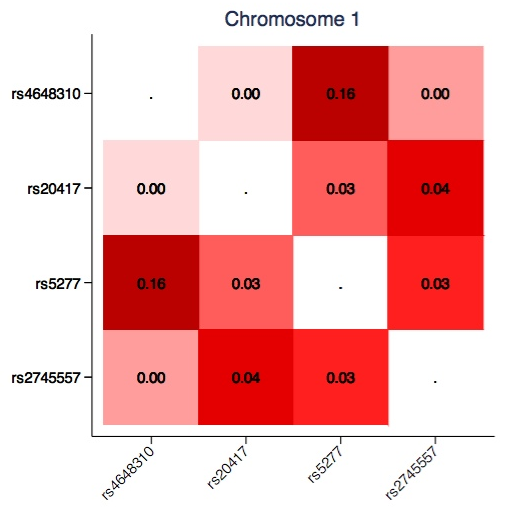 Chromosome 1
rs4648310 . 0.00 0.16 0.00
rs20417 0.00 . 0.03 0.04
rs5277 0.16 0.03 . 0.03
rs2745557 0.00 0.04 0.03 .
rs4648310 rs20417 rs5277 rs2745557